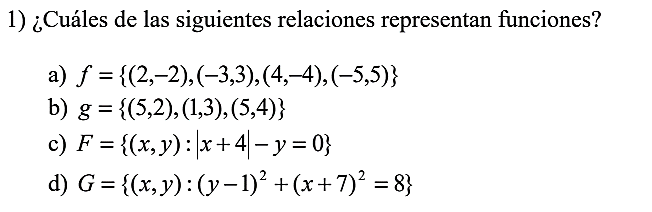 1) ¿Cuáles de las siguientes relaciones representan funciones?
a) f = {(2,–2),(–3,3),(4,–4),(–5,5)}
b) g = {(5,2),(1,3),(5,4)}
c) F = {(x, y) : |x + 4| – y = 0}
d) G = {(x, y) : (y – 1)² + (x + 7)² = 8}